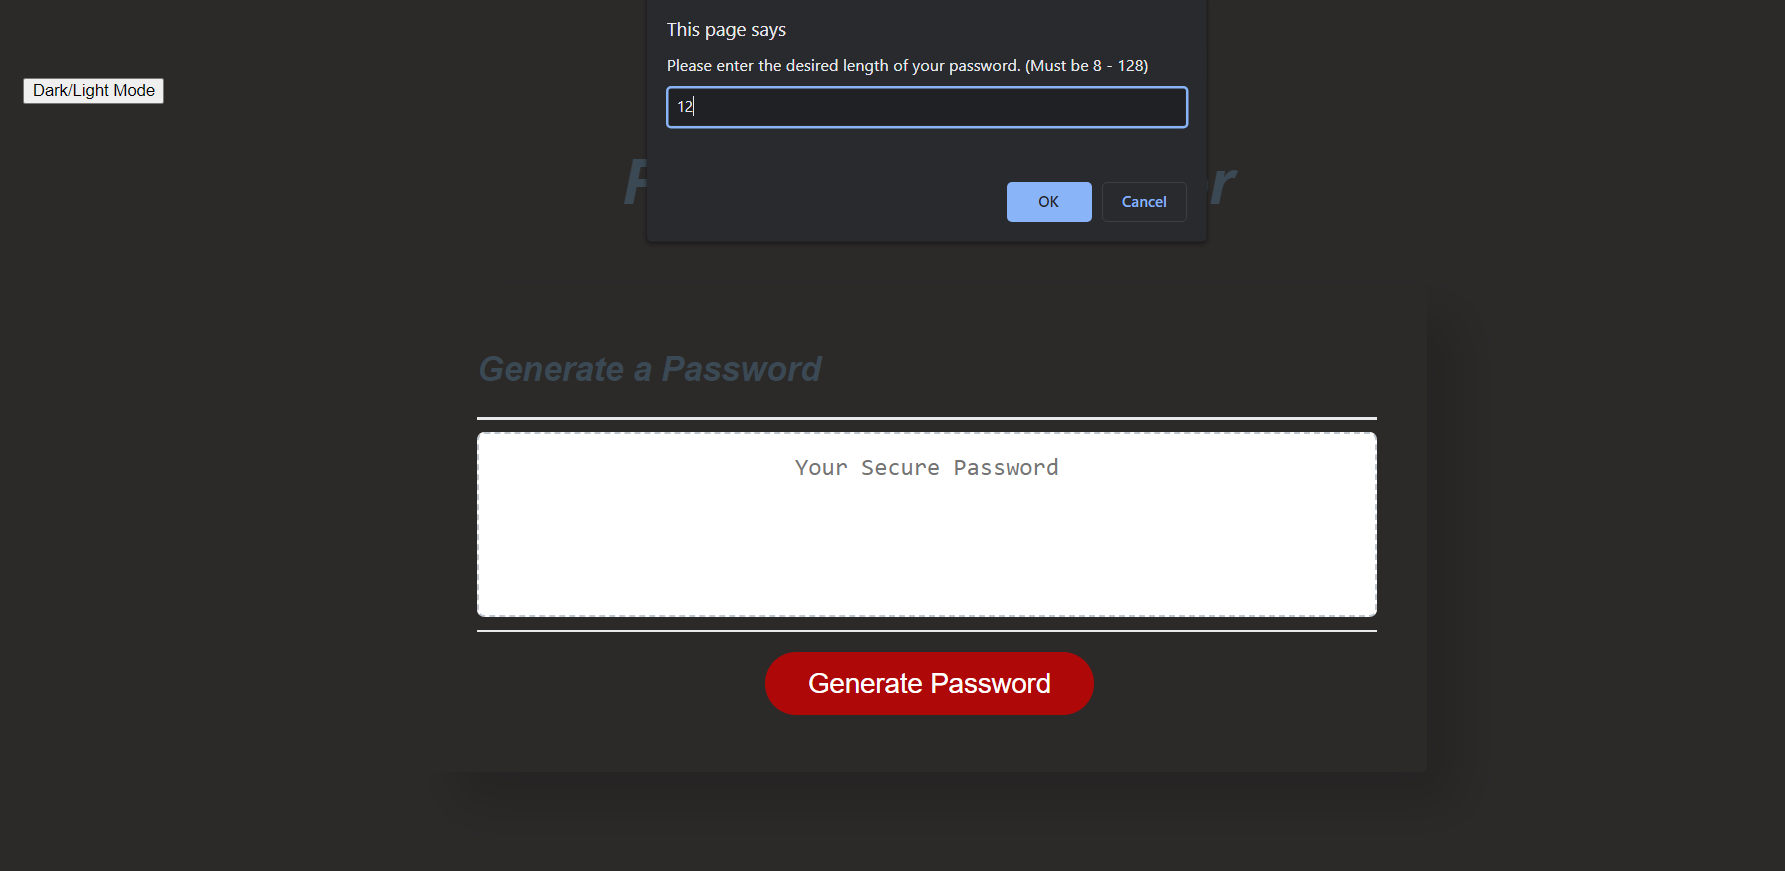 This page says
Please enter the desired length of your password. (Must be 8 - 128)
Dark/Light Mode
12
OK
Cancel
Generate a Password
Your Secure Password
Generate Password